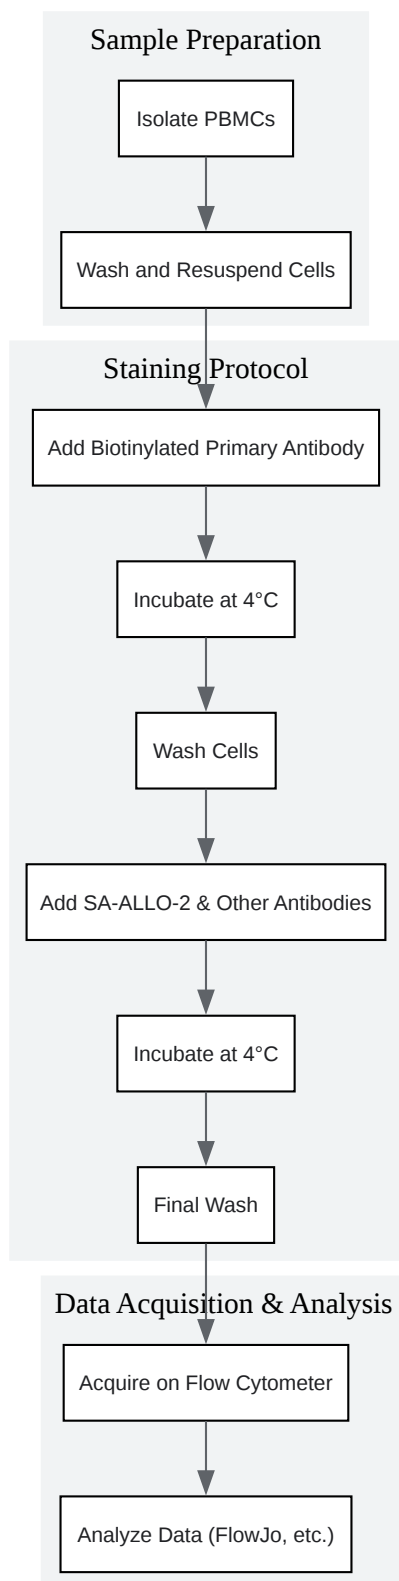 Sample Preparation
Isolate PBMCs
Wash and Resuspend Cells
Staining Protocol
Add Biotinylated Primary Antibody
Incubate at 4°C
Wash Cells
Add SA-ALLO-2 & Other Antibodies
Incubate at 4°C
Final Wash
Data Acquisition & Analysis
Acquire on Flow Cytometer
Analyze Data (FlowJo, etc.)